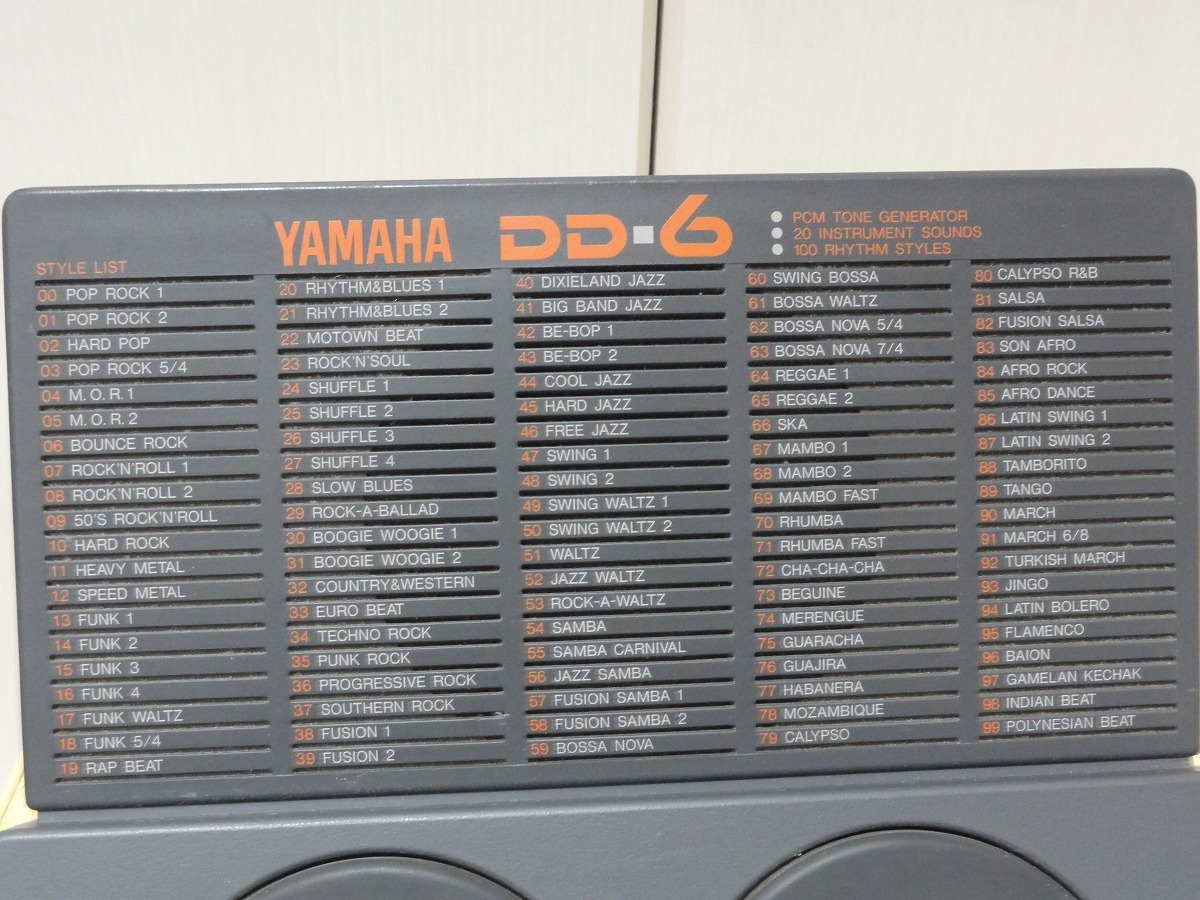 YAMAHA DD-6
PCM TONE GENERATOR
20 INSTRUMENT SOUNDS
100 RHYTHM STYLES
STYLE LIST
00 POP ROCK 1
01 POP ROCK 2
02 HARD POP
03 POP ROCK 5/4
04 M.O.R.1
05 M.O.R.2
06 BOUNCE ROCK
07 ROCK'N'ROLL 1
08 ROCK'N'ROLL 2
09 50'S ROCK'N'ROLL
10 HARD ROCK
11 HEAVY METAL
12 SPEED METAL
13 FUNK 1
14 FUNK 2
15 FUNK 3
16 FUNK 4
17 FUNK WALTZ
18 FUNK 5/4
19 RAP BEAT
20 RHYTHM&BLUES 1
21 RHYTHM&BLUES 2
22 MOTOWN BEAT
23 ROCK'N'SOUL
24 SHUFFLE 1
25 SHUFFLE 2
26 SHUFFLE 3
27 SHUFFLE 4
28 SLOW BLUES
29 ROCK-A-BALLAD
30 BOOGIE WOOGIE 1
31 BOOGIE WOOGIE 2
32 COUNTRY&WESTERN
33 EURO BEAT
34 TECHNO ROCK
35 PUNK ROCK
36 PROGRESSIVE ROCK
37 SOUTHERN ROCK
38 FUSION 1
39 FUSION 2
40 DIXIELAND JAZZ
41 BIG BAND JAZZ
42 BE-BOP 1
43 BE-BOP 2
44 COOL JAZZ
45 HARD JAZZ
46 FREE JAZZ
47 SWING 1
48 SWING 2
49 SWING WALTZ 1
50 SWING WALTZ 2
51 WALTZ
52 JAZZ WALTZ
53 ROCK-A-WALTZ
54 SAMBA
55 SAMBA CARNIVAL
56 JAZZ SAMBA
57 FUSION SAMBA 1
58 FUSION SAMBA 2
59 BOSSA NOVA
60 SWING BOSSA
61 BOSSA WALTZ
62 BOSSA NOVA 5/4
63 BOSSA NOVA 7/4
64 REGGAE 1
65 REGGAE 2
66 SKA
67 MAMBO 1
68 MAMBO 2
69 MAMBO FAST
70 RHUMBA
71 RHUMBA FAST
72 CHA-CHA-CHA
73 BEGUINE
74 MERENGUE
75 GUARACHA
76 GUAJIRA
77 HABANERA
78 MOZAMBIQUE
79 CALYPSO
80 CALYPSO R&B
81 SALSA
82 FUSION SALSA
83 SON AFRO
84 AFRO ROCK
85 AFRO DANCE
86 LATIN SWING 1
87 LATIN SWING 2
88 TAMBORITO
89 TANGO
90 MARCH
91 MARCH 6/8
92 TURKISH MARCH
93 JINGO
94 LATIN BOLERO
95 FLAMENCO
96 BAION
97 GAMELAN KECHAK
98 INDIAN BEAT
99 POLYNESIAN BEAT